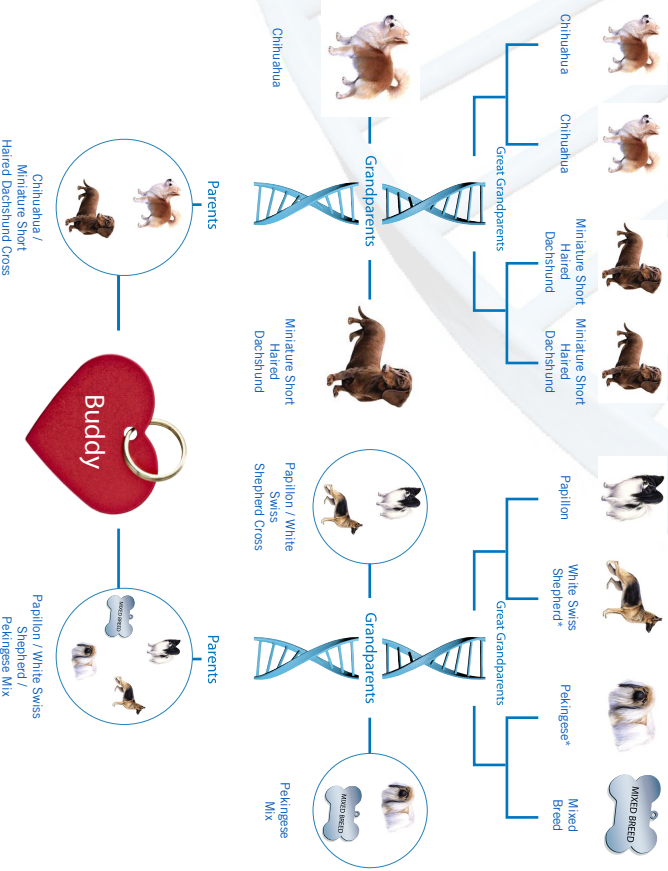 MIXED BREED
Chihuahua
Chihuahua
Miniature Short
Haired
Dachshund
Miniature Short
Haired
Dachshund
Papillon
White Swiss
Shepherd*
Pekingese*
Mixed
Breed
Great Grandparents
Great Grandparents
Grandparents
Grandparents
MIXED BREED
Chihuahua
Miniature Short
Haired
Dachshund
Papillon / White
Swiss
Shepherd Cross
Pekingese
Mix
Parents
Parents
MIXED BREED
Buddy
Chihuahua /
Miniature Short
Haired Dachshund Cross
Papillon / White Swiss
Shepherd /
Pekingese Mix